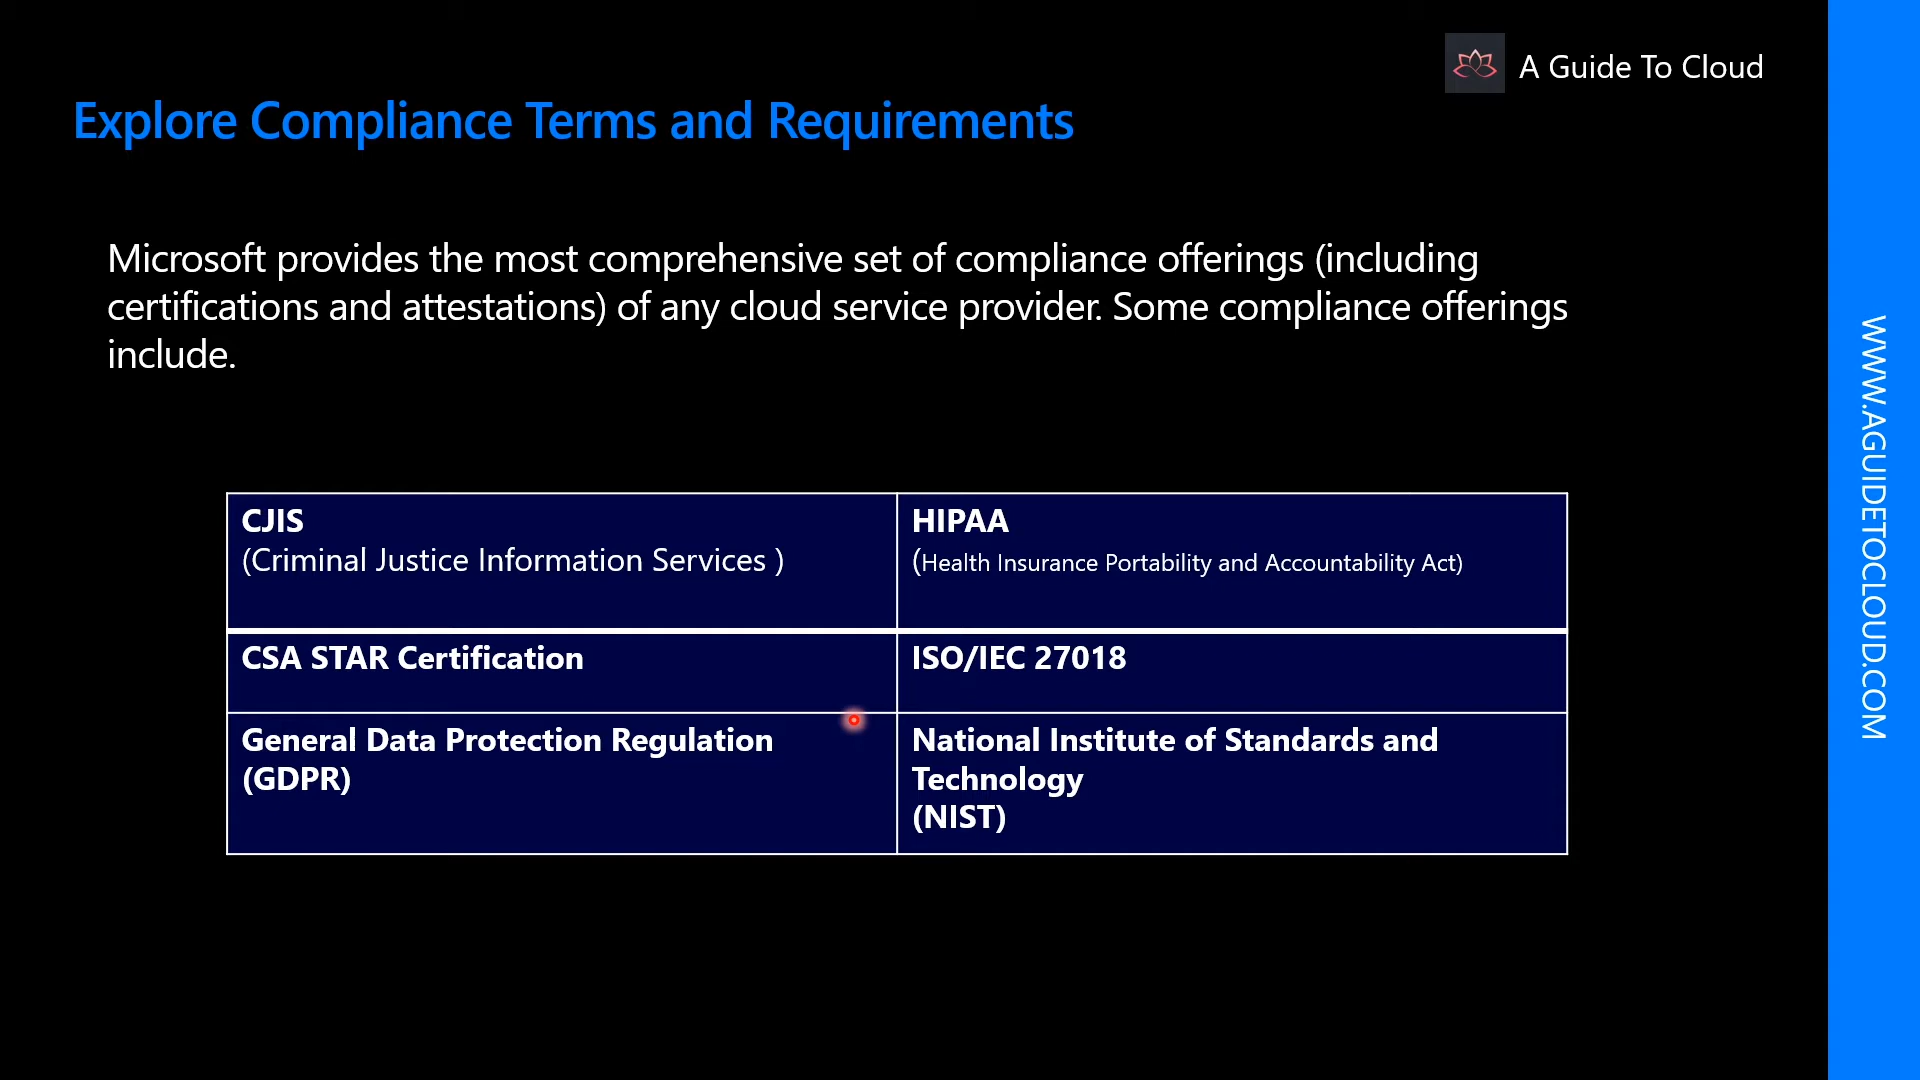 A Guide To Cloud
Explore Compliance Terms and Requirements
Microsoft provides the most comprehensive set of compliance offerings (including
certifications and attestations) of any cloud service provider. Some compliance offerings
include.
CJIS
(Criminal Justice Information Services )
HIPAA
(Health Insurance Portability and Accountability Act)
CSA STAR Certification
ISO/IEC 27018
General Data Protection Regulation
(GDPR)
National Institute of Standards and
Technology
(NIST)
WWW.AGUIDETOCLOUD.COM